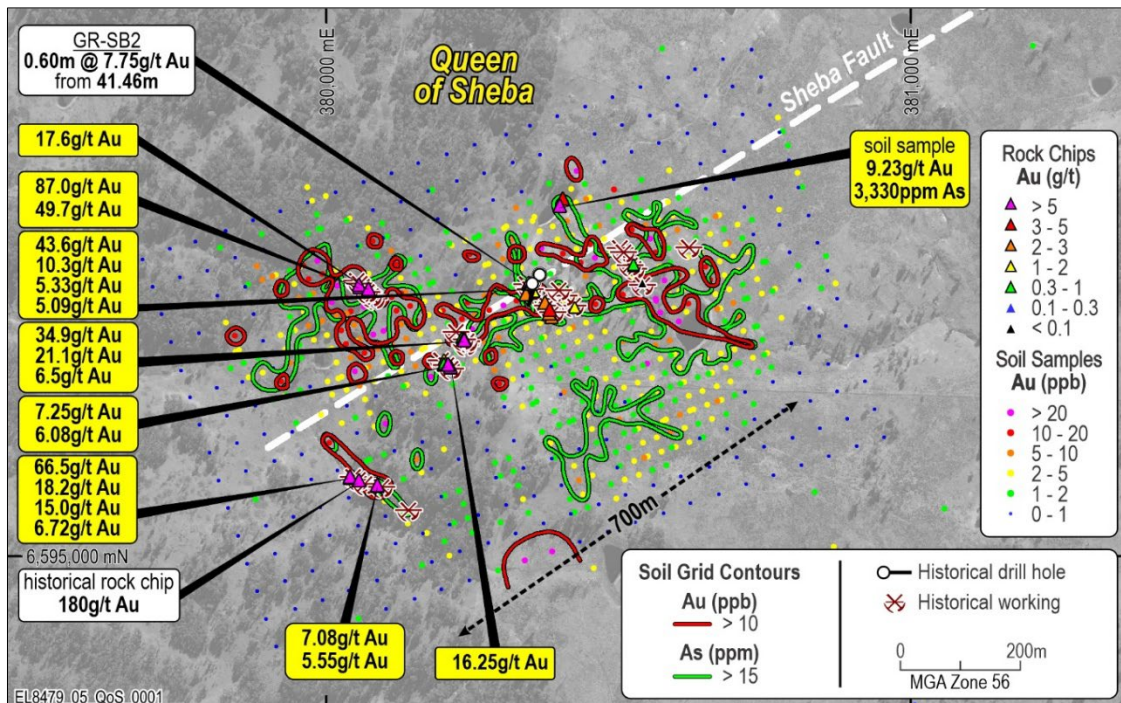 GR-SB2
0.60m @ 7.75g/t Au
from 41.46m
Queen
of Sheba
380,000 mE
381,000 mE
Sheba Fault
17.6g/t Au
87.0g/t Au
49.7g/t Au
43.6g/t Au
10.3g/t Au
5.33g/t Au
5.09g/t Au
34.9g/t Au
21.1g/t Au
6.5g/t Au
7.25g/t Au
6.08g/t Au
66.5g/t Au
18.2g/t Au
15.0g/t Au
6.72g/t Au
6,595,000 mN
historical rock chip
180g/t Au
7.08g/t Au
5.55g/t Au
16.25g/t Au
700m
soil sample
9.23g/t Au
3,330ppm As
Rock Chips
Au (g/t)
> 5
3 - 5
2 - 3
1 - 2
0.3 - 1
0.1 - 0.3
< 0.1
Soil Samples
Au (ppb)
> 20
10 - 20
5 - 10
2 - 5
1 - 2
0 - 1
Soil Grid Contours
Au (ppb)
> 10
As (ppm)
> 15
Historical drill hole
Historical working
0 200m
MGA Zone 56
EL8479_05_QoS_0001